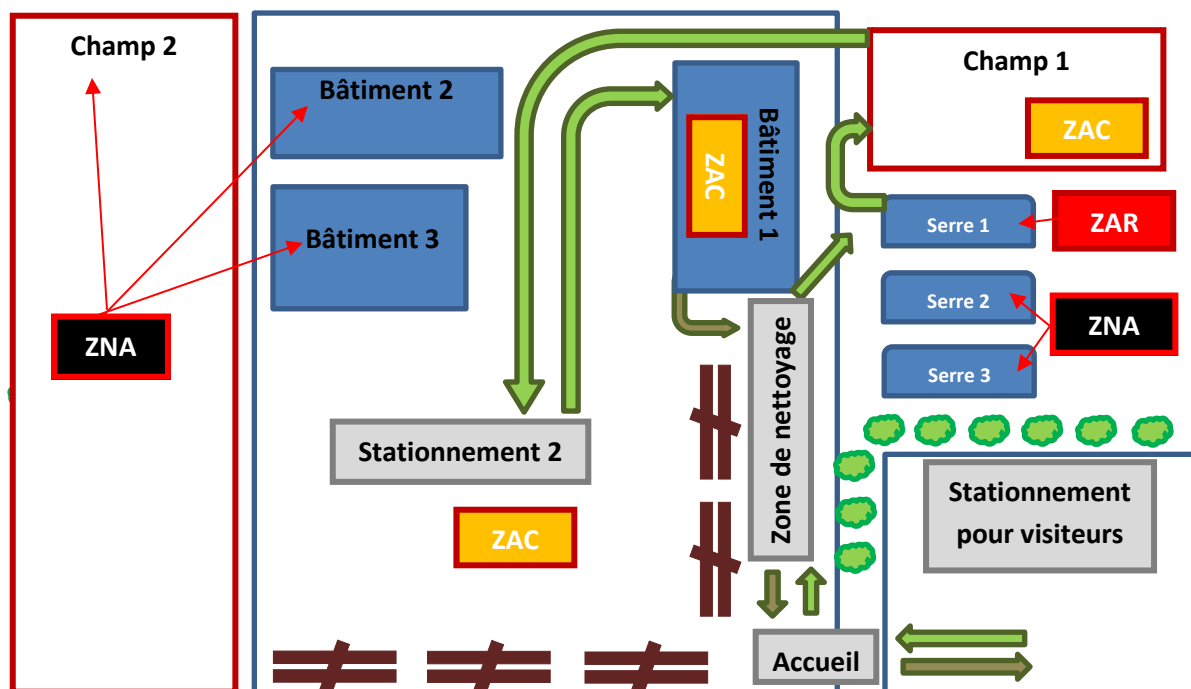 Champ 2
Bâtiment 2
Bâtiment 1
ZAC
Champ 1
ZAC
Bâtiment 3
Serre 1
ZAR
Serre 2
ZNA
Serre 3
ZNA
Zone de nettoyage
Stationnement 2
ZAC
Stationnement
pour visiteurs
Accueil